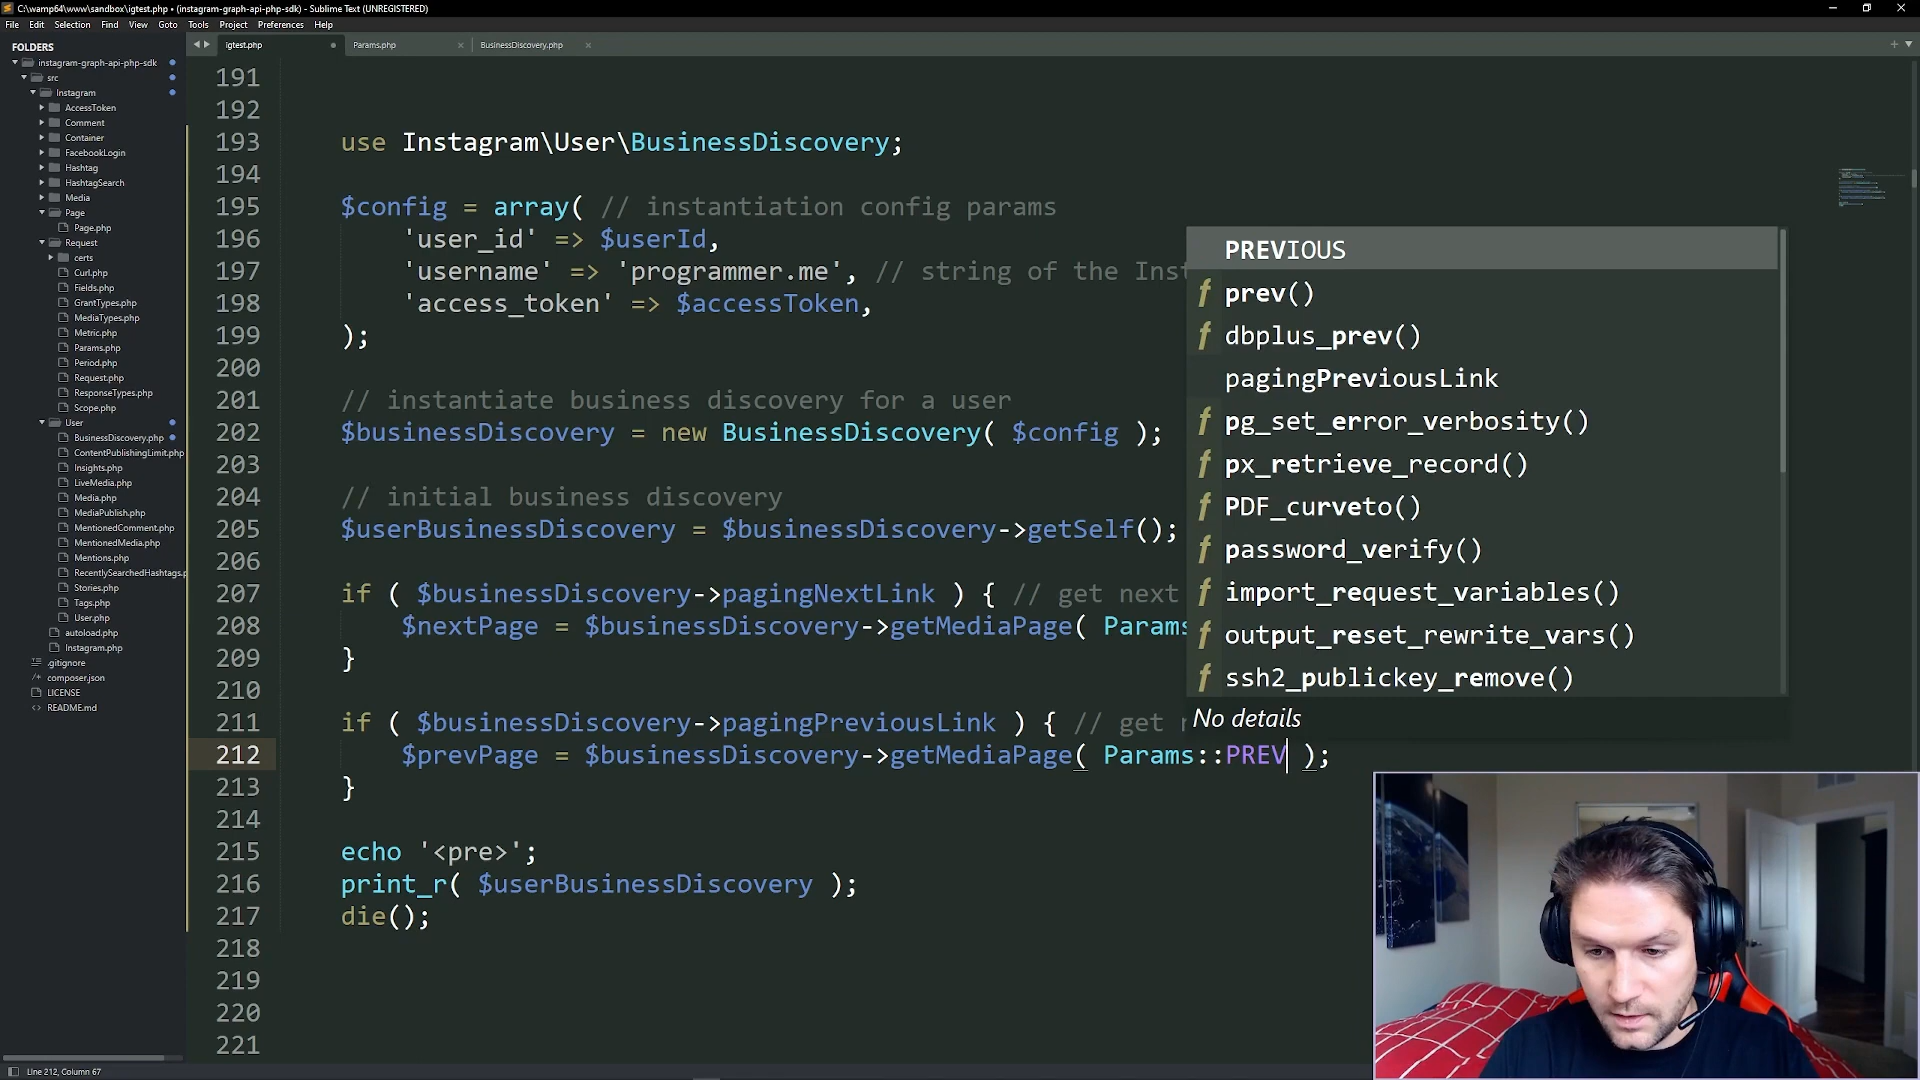 C:\wamp64\www\sandbox\igtest.php • (instagram-graph-api-php-sdk) - Sublime Text (UNREGISTERED)
File Edit Selection Find View Goto Tools Project Preferences Help
FOLDERS
instagram-graph-api-php-sdk
src
Instagram
AccessToken
Comment
Container
FacebookLogin
Hashtag
HashtagSearch
Media
Page
Page.php
Request
certs
Curl.php
Fields.php
GrantTypes.php
MediaTypes.php
Metric.php
Params.php
Period.php
Request.php
ResponseTypes.php
Scope.php
User
BusinessDiscovery.php
ContentPublishingLimit.php
Insights.php
LiveMedia.php
Media.php
MediaPublish.php
MentionedComment.php
MentionedMedia.php
Mentions.php
RecentlySearchedHashtags.p
Stories.php
Tags.php
User.php
autoload.php
Instagram.php
.gitignore
composer.json
LICENSE
README.md
igtest.php Params.php BusinessDiscovery.php
191
192
193 use Instagram\User\BusinessDiscovery;
194
195 $config = array( // instantiation config params
196 'user_id' => $userId,
197 'username' => 'programmer.me', // string of the Inst
198 'access_token' => $accessToken,
199 );
200
201 // instantiate business discovery for a user
202 $businessDiscovery = new BusinessDiscovery( $config );
203
204 // initial business discovery
205 $userBusinessDiscovery = $businessDiscovery->getSelf();
206
207 if ( $businessDiscovery->pagingNextLink ) { // get next
208 $nextPage = $businessDiscovery->getMediaPage( Params
209 }
210
211 if ( $businessDiscovery->pagingPreviousLink ) { // get
212 $prevPage = $businessDiscovery->getMediaPage( Params::PREV );
213 }
214
215 echo '<pre>';
216 print_r( $userBusinessDiscovery );
217 die();
218
219
220
221
PREVIOUS
f prev()
f dbplus_prev()
pagingPreviousLink
f pg_set_error_verbosity()
f px_retrieve_record()
f PDF_curveto()
f password_verify()
f import_request_variables()
f output_reset_rewrite_vars()
f ssh2_publickey_remove()
No details
Line 212, Column 67